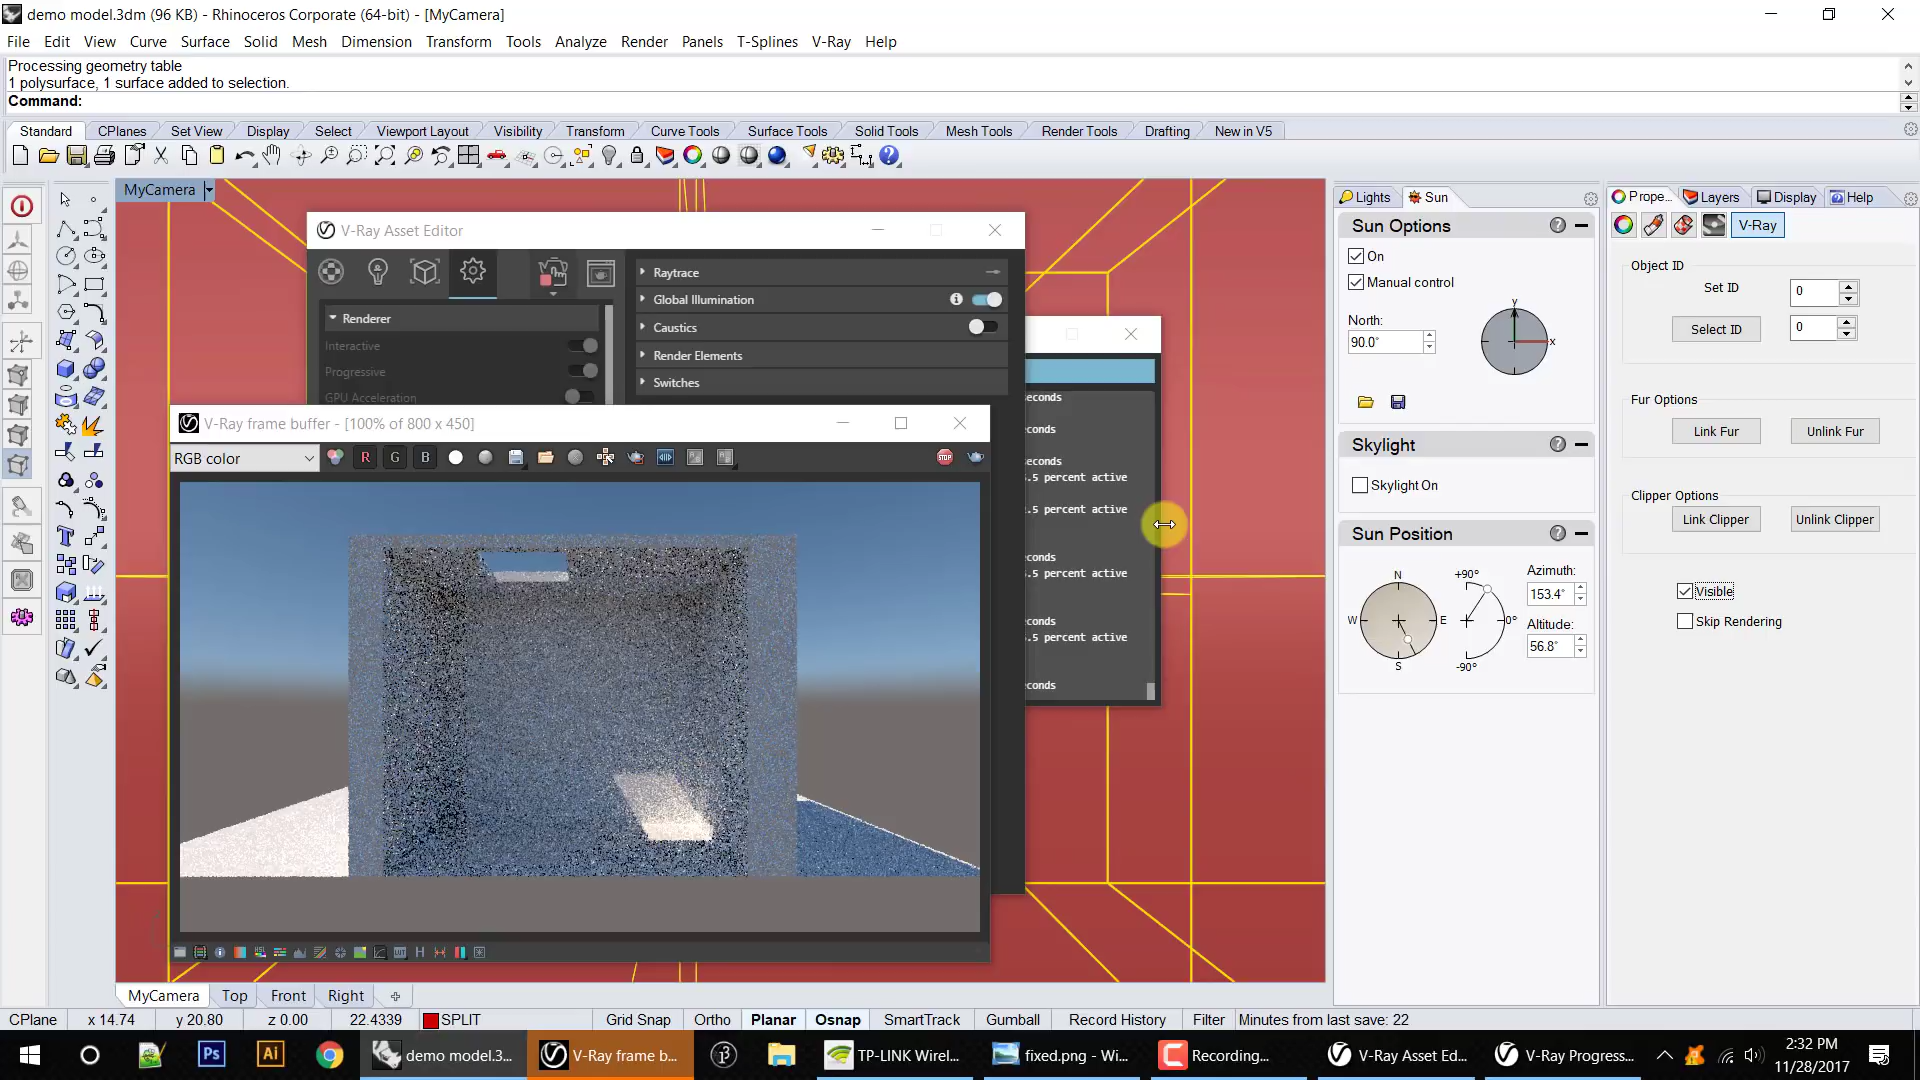 demo model.3dm (96 KB) - Rhinoceros Corporate (64-bit) - [MyCamera]
File Edit View Curve Surface Solid Mesh Dimension Transform Tools Analyze Render Panels T-Splines V-Ray Help
Processing geometry table
1 polysurface, 1 surface added to selection.
Command:
Standard CPlanes Set View Display Select Viewport Layout Visibility Transform Curve Tools Surface Tools Solid Tools Mesh Tools Render Tools Drafting New in V5
MyCamera
V-Ray Asset Editor
Renderer
Interactive
Progressive
GPU Acceleration
Raytrace
Global Illumination
Caustics
Render Elements
Switches
V-Ray frame buffer - [100% of 800 x 450]
RGB color
R G B
STOP
seconds
seconds
seconds
.5 percent active
.5 percent active
conds
.5 percent active
conds
.5 percent active
conds
Lights Sun
Sun Options
On
Manual control
North:
90.0°
y
x
Skylight
Skylight On
Sun Position
N
W E
S
+90°
0°
-90°
Azimuth:
153.4°
Altitude:
56.8°
Prope... Layers Display Help
V-Ray
Object ID
Set ID 0
Select ID 0
Fur Options
Link Fur Unlink Fur
Clipper Options
Link Clipper Unlink Clipper
Visible
Skip Rendering
MyCamera Top Front Right
CPlane x 14.74 y 20.80 z 0.00 22.4339 SPLIT Grid Snap Ortho Planar Osnap SmartTrack Gumball Record History Filter Minutes from last save: 22
Ps Ai demo model.3... V-Ray frame b... TP-LINK Wirel... fixed.png - Wi... Recording... V-Ray Asset Ed... V-Ray Progress...
2:32 PM
11/28/2017